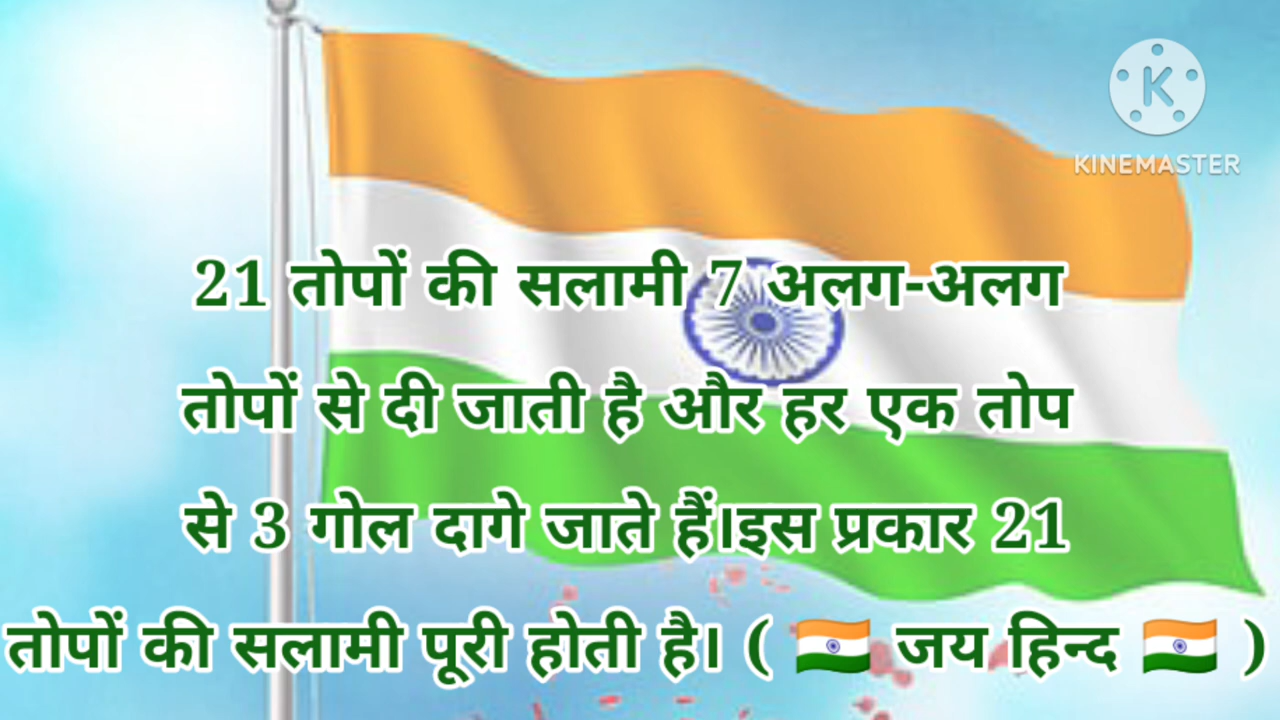 KINEMASTER
21 तोपों की सलामी 7 अलग-अलग
तोपों से दी जाती है और हर एक तोप
से 3 गोल दागे जाते हैं।इस प्रकार 21
तोपों की सलामी पूरी होती है। ( 🇮🇳 जय हिन्द 🇮🇳 )